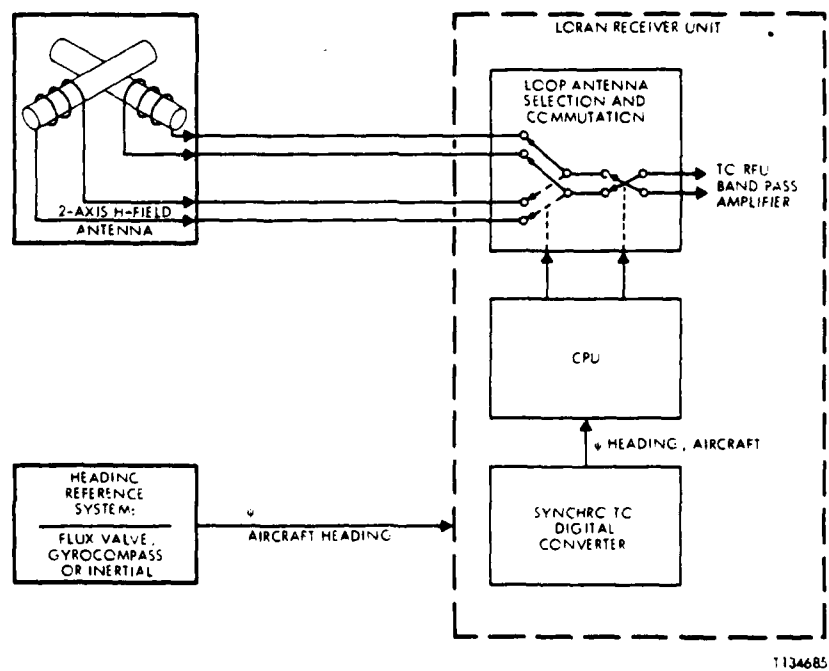 LORAN RECEIVER UNIT
LOOP ANTENNA
SELECTION AND
COMMUTATION
TO RFU
BAND PASS
AMPLIFIER
2-AXIS H-FIELD
ANTENNA
CPU
ψ HEADING, AIRCRAFT
HEADING
REFERENCE
SYSTEM:
FLUX VALVE,
GYROCOMPASS
OR INERTIAL
ψ
AIRCRAFT HEADING
SYNCHRO TO
DIGITAL
CONVERTER
T134685